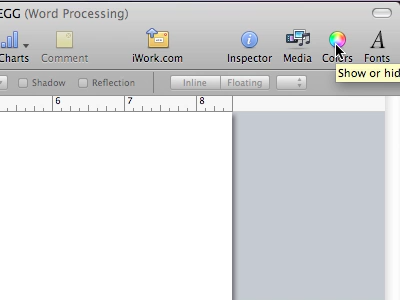 EGG (Word Processing)
Charts Comment iWork.com Inspector Media Colors Fonts
Show or hid
Shadow Reflection Inline Floating
6 7 8